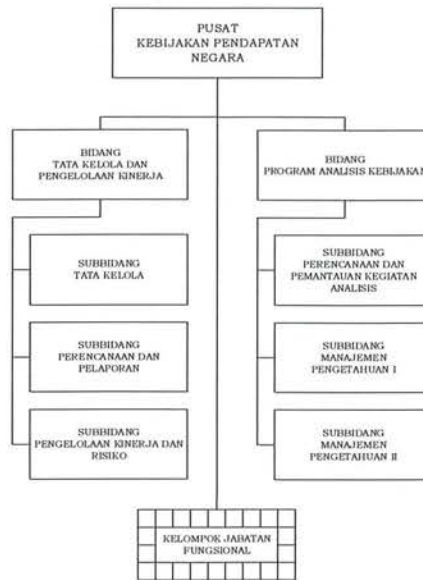 PUSAT
KEBIJAKAN PENDAPATAN
NEGARA
BIDANG
TATA KELOLA DAN
PENGELOLAAN KINERJA
SUBBIDANG
TATA KELOLA
SUBBIDANG
PERENCANAAN DAN
PELAPORAN
SUBBIDANG
PENGELOLAAN KINERJA DAN
RISIKO
BIDANG
PROGRAM ANALISIS KEBIJAKAN
SUBBIDANG
PERENCANAAN DAN
PEMANTAUAN KEGIATAN
ANALISIS
SUBBIDANG
MANAJEMEN
PENGETAHUAN I
SUBBIDANG
MANAJEMEN
PENGETAHUAN II
KELOMPOK JABATAN
FUNGSIONAL